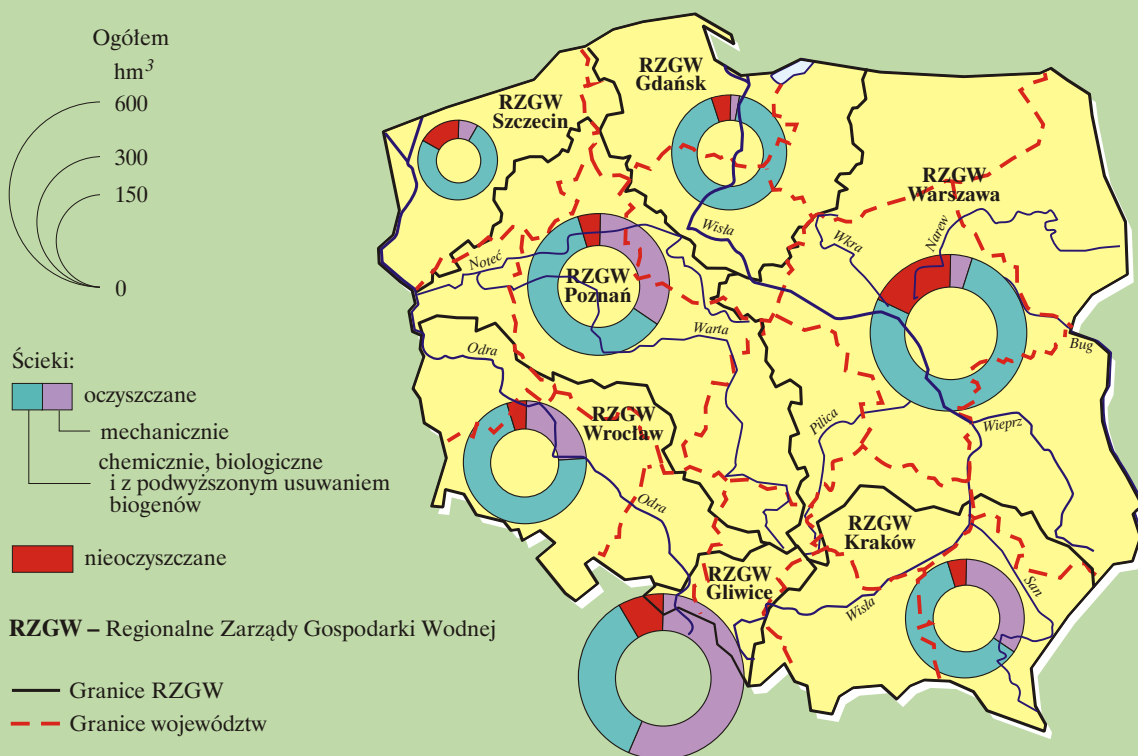 Ogółem
hm³
600
300
150
0
Ścieki:
oczyszczane
mechanicznie
chemicznie, biologiczne
i z podwyższonym usuwaniem
biogenów
nieoczyszczane
RZGW – Regionalne Zarządy Gospodarki Wodnej
Granice RZGW
Granice województw
RZGW
Szczecin
RZGW
Gdańsk
RZGW
Warszawa
RZGW
Poznań
RZGW
Wrocław
RZGW
Kraków
RZGW
Gliwice
Wisła
Wkra
Narew
Noteć
Warta
Bug
Odra
Pilica
Wieprz
Odra
Wisła
San